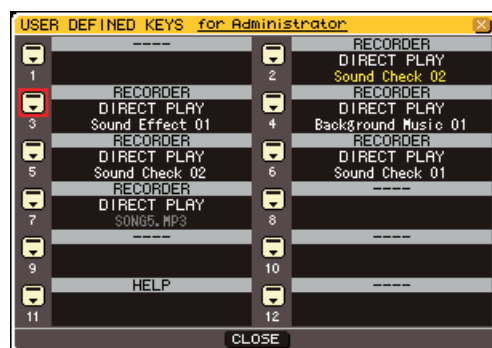 USER DEFINED KEYS for Administrator
----
1
RECORDER
DIRECT PLAY
Sound Check 02
2
RECORDER
DIRECT PLAY
Sound Effect 01
3
RECORDER
DIRECT PLAY
Background Music 01
4
RECORDER
DIRECT PLAY
Sound Check 02
5
RECORDER
DIRECT PLAY
Sound Check 01
6
RECORDER
DIRECT PLAY
SONG5.MP3
7
----
8
----
9
----
10
HELP
11
----
12
CLOSE